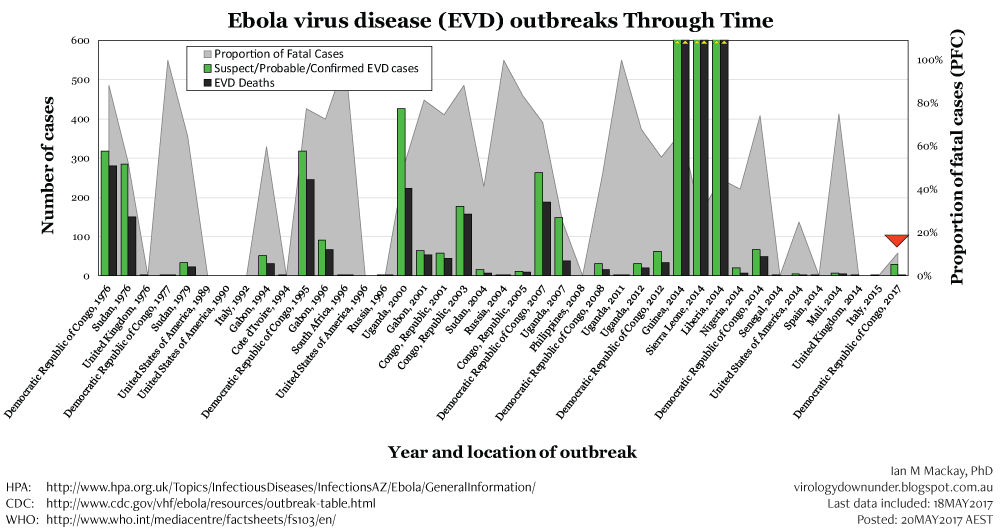 Ebola virus disease (EVD) outbreaks Through Time
Proportion of Fatal Cases
Suspect/Probable/Confirmed EVD cases
EVD Deaths
Number of cases
600
500
400
300
200
100
0
Proportion of fatal cases (PFC)
100%
80%
60%
40%
20%
0%
Democratic Republic of Congo, 1976
Sudan, 1976
United Kingdom, 1976
Democratic Republic of Congo, 1977
Sudan, 1979
United States of America, 1989
United States of America, 1990
Italy, 1992
Gabon, 1994
Cote d'Ivoire, 1994
Democratic Republic of Congo, 1995
Gabon, 1996
South Africa, 1996
United States of America, 1996
Russia, 1996
Uganda, 2000
Gabon, 2001
Congo, Republic, 2001
Congo, Republic, 2003
Sudan, 2004
Russia, 2004
Congo, Republic, 2005
Democratic Republic of Congo, 2007
Uganda, 2007
Philippines, 2008
Democratic Republic of Congo, 2008
Uganda, 2011
Uganda, 2012
Democratic Republic of Congo, 2012
Guinea, 2014
Sierra Leone, 2014
Liberia, 2014
Nigeria, 2014
Democratic Republic of Congo, 2014
Senegal, 2014
United States of America, 2014
Spain, 2014
Mali, 2014
United Kingdom, 2014
Italy, 2015
Democratic Republic of Congo, 2017
Year and location of outbreak
HPA: http://www.hpa.org.uk/Topics/InfectiousDiseases/InfectionsAZ/Ebola/GeneralInformation/
CDC: http://www.cdc.gov/vhf/ebola/resources/outbreak-table.html
WHO: http://www.who.int/mediacentre/factsheets/fs103/en/
Ian M Mackay, PhD
virologydownunder.blogspot.com.au
Last data included: 18MAY2017
Posted: 20MAY2017 AEST